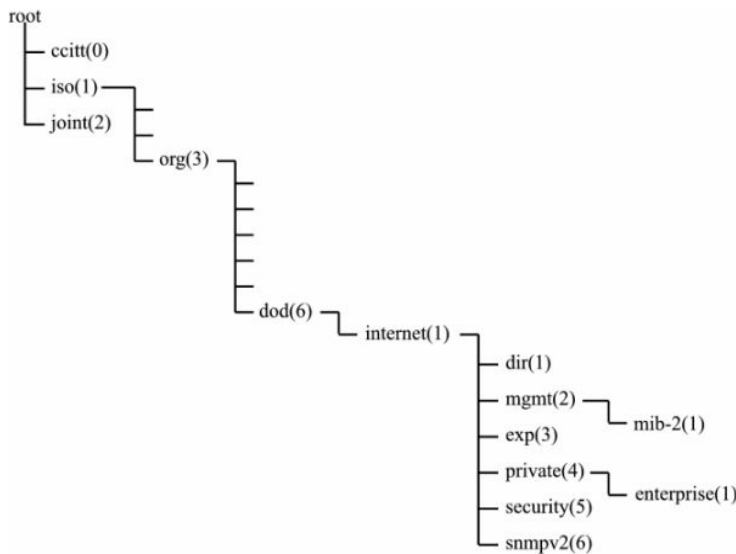 root
ccitt(0)
iso(1)
joint(2)
org(3)
dod(6)
internet(1)
dir(1)
mgmt(2)
mib-2(1)
exp(3)
private(4)
enterprise(1)
security(5)
snmpv2(6)